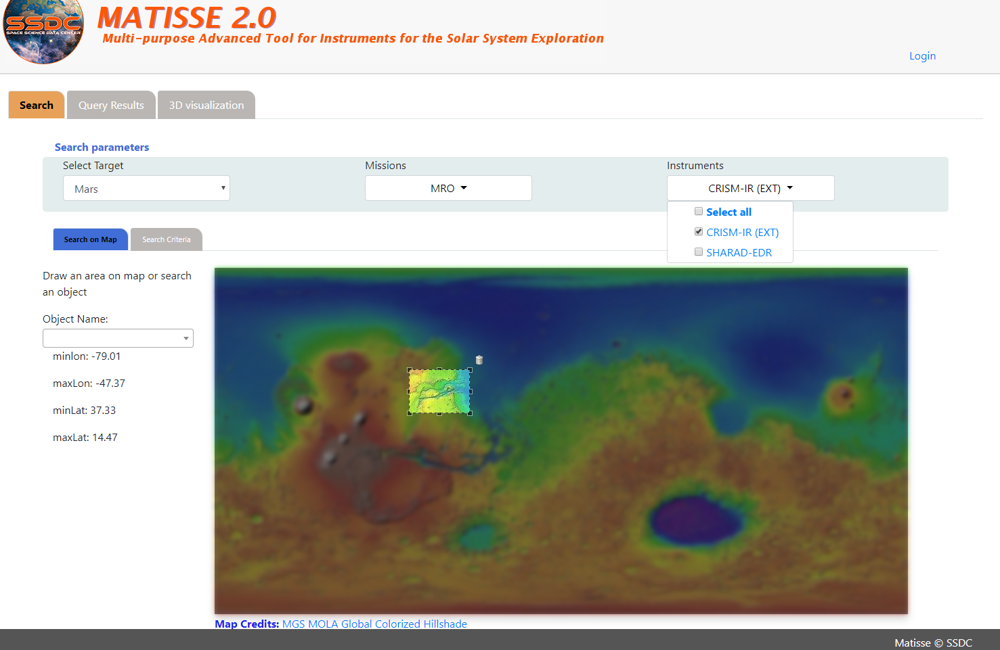 SSDC
SPACE SCIENCE DATA CENTER
MATISSE 2.0
Multi-purpose Advanced Tool for Instruments for the Solar System Exploration
Login
Search
Query Results
3D visualization
Search parameters
Select Target
Missions
Instruments
Mars
MRO
CRISM-IR (EXT)
Select all
CRISM-IR (EXT)
SHARAD-EDR
Search on Map
Search Criteria
Draw an area on map or search
an object
Object Name:
minlon: -79.01
maxLon: -47.37
minLat: 37.33
maxLat: 14.47
Map Credits: MGS MOLA Global Colorized Hillshade
Matisse © SSDC